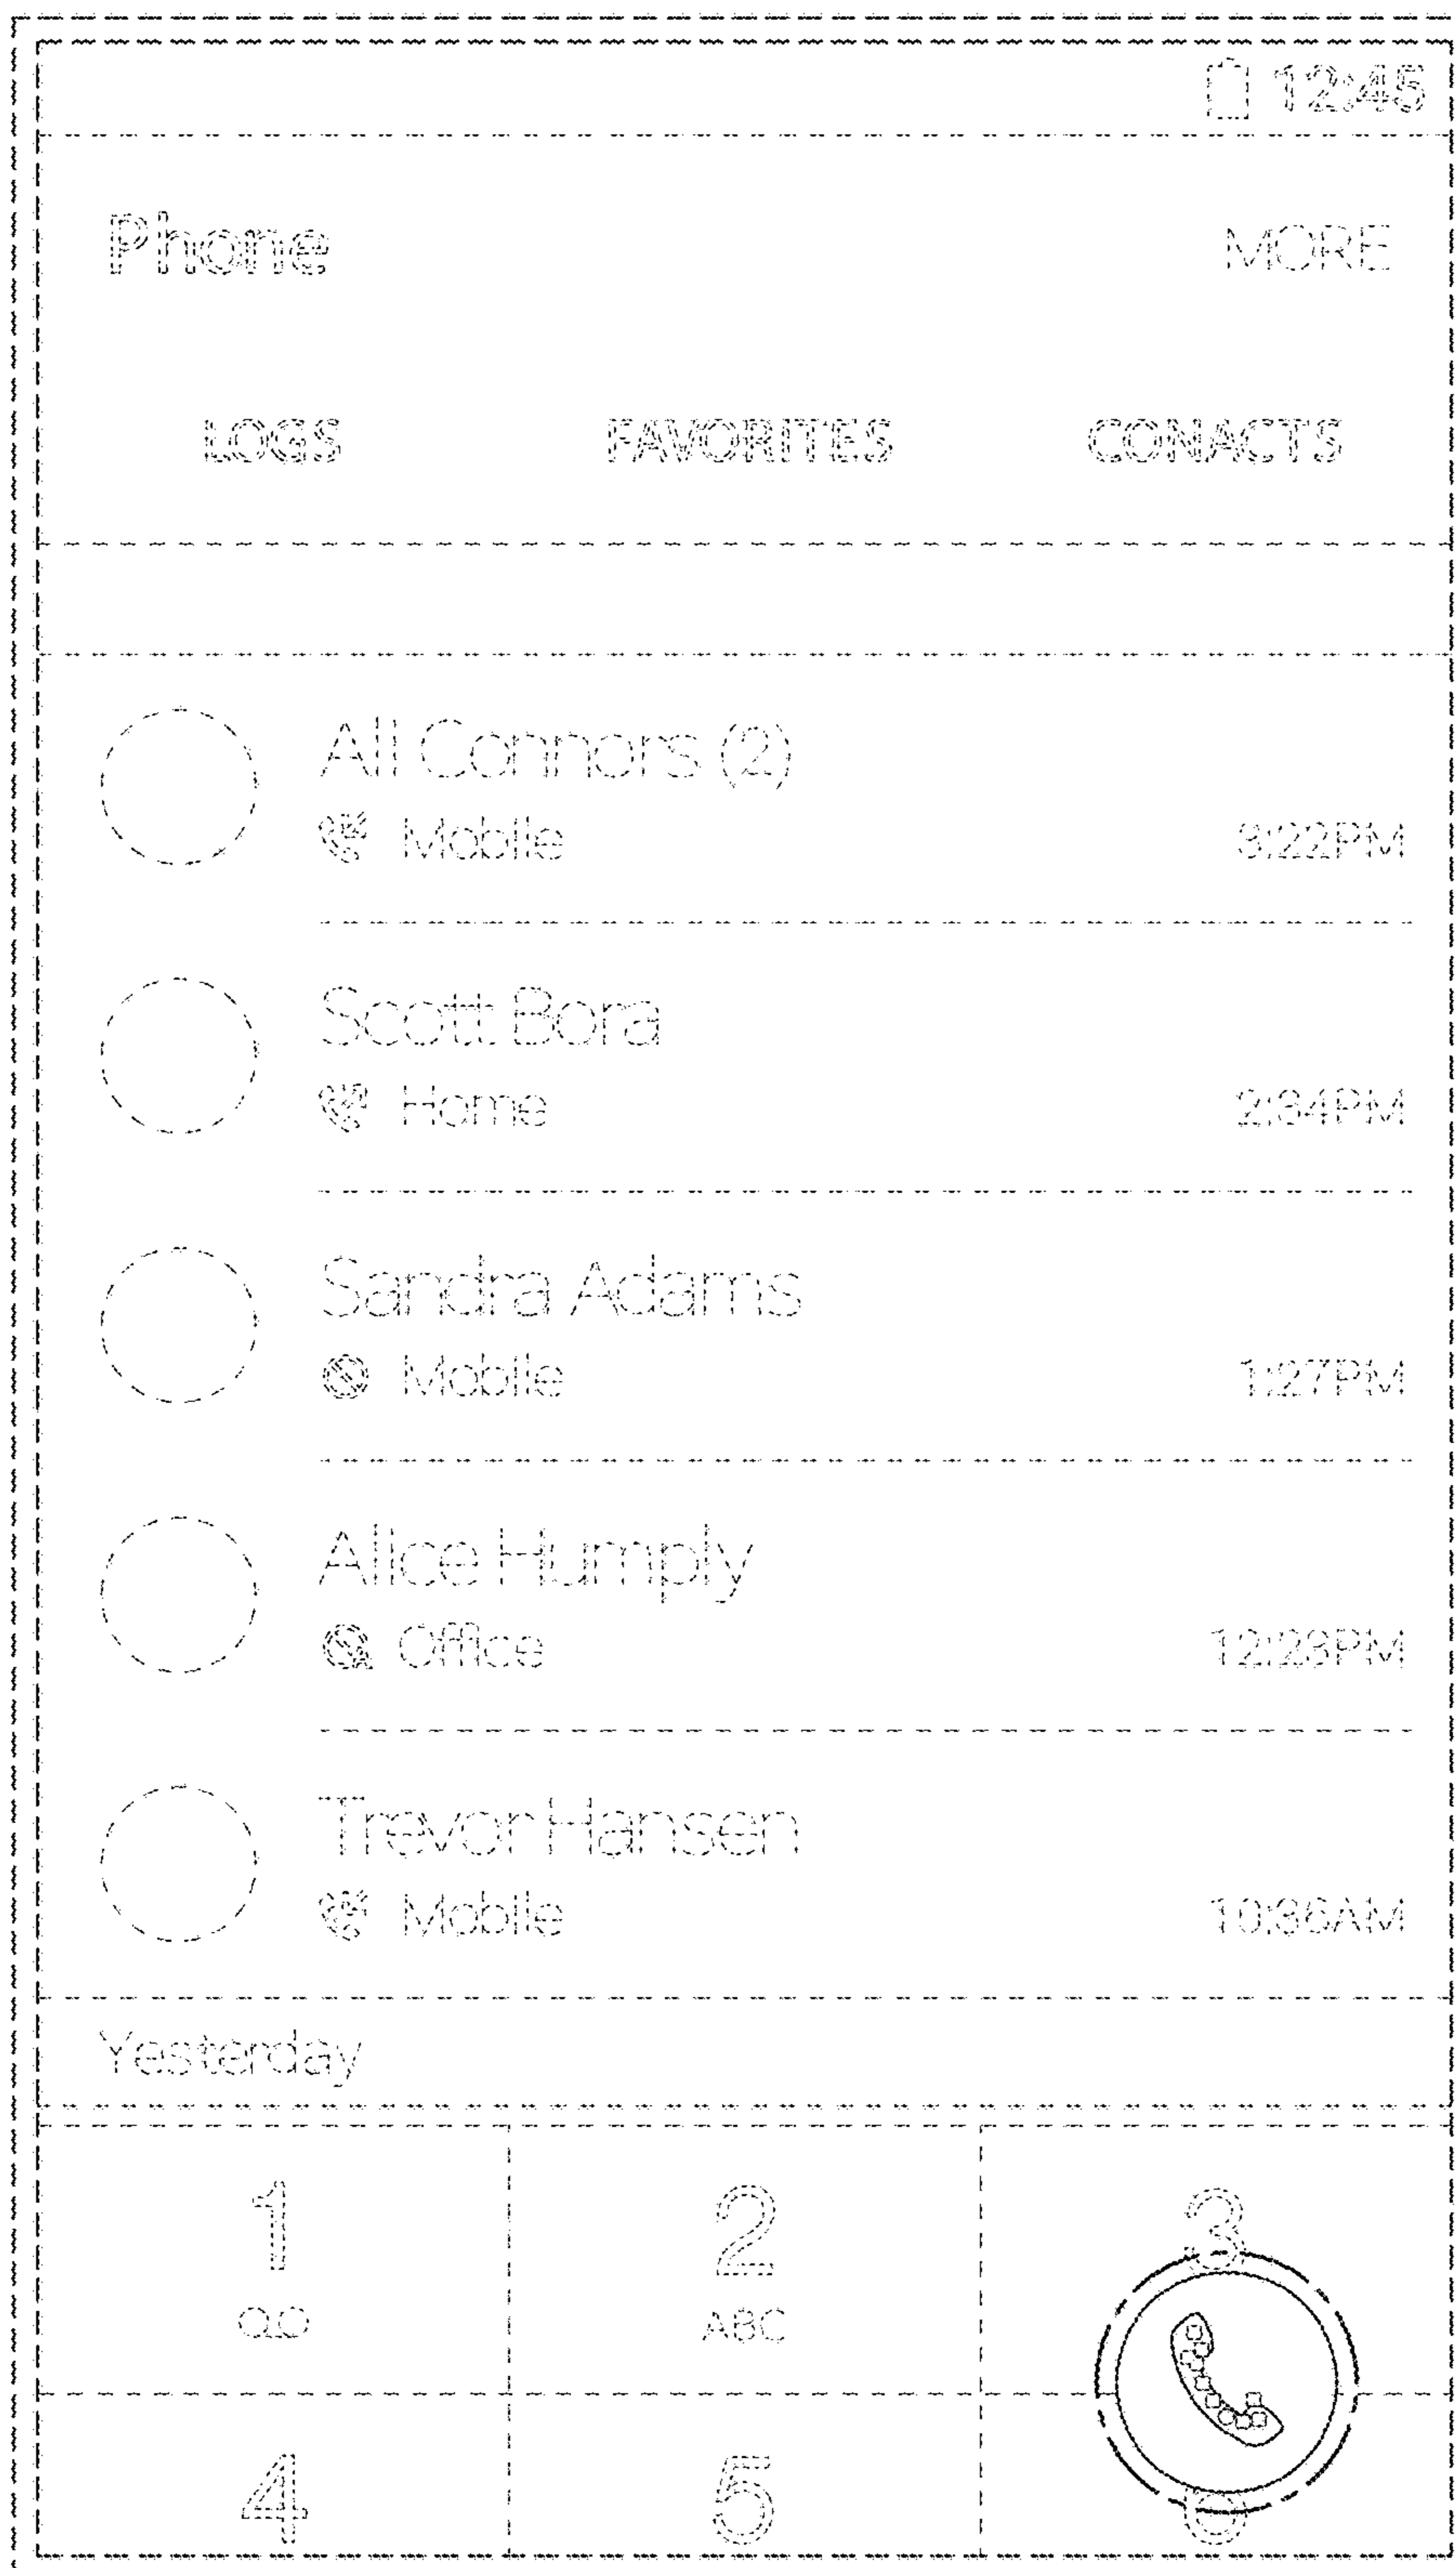 12:45
Phone MORE
LOGS FAVORITES CONACTS
All Connors (2)
Mobile 3:22PM
Scott Bora
Home 2:34PM
Sandra Adams
Mobile 1:27PM
Alice Humply
Office 12:23PM
Trevor Hansen
Mobile 10:36AM
Yesterday
1 2 3
ABC
4 5 6